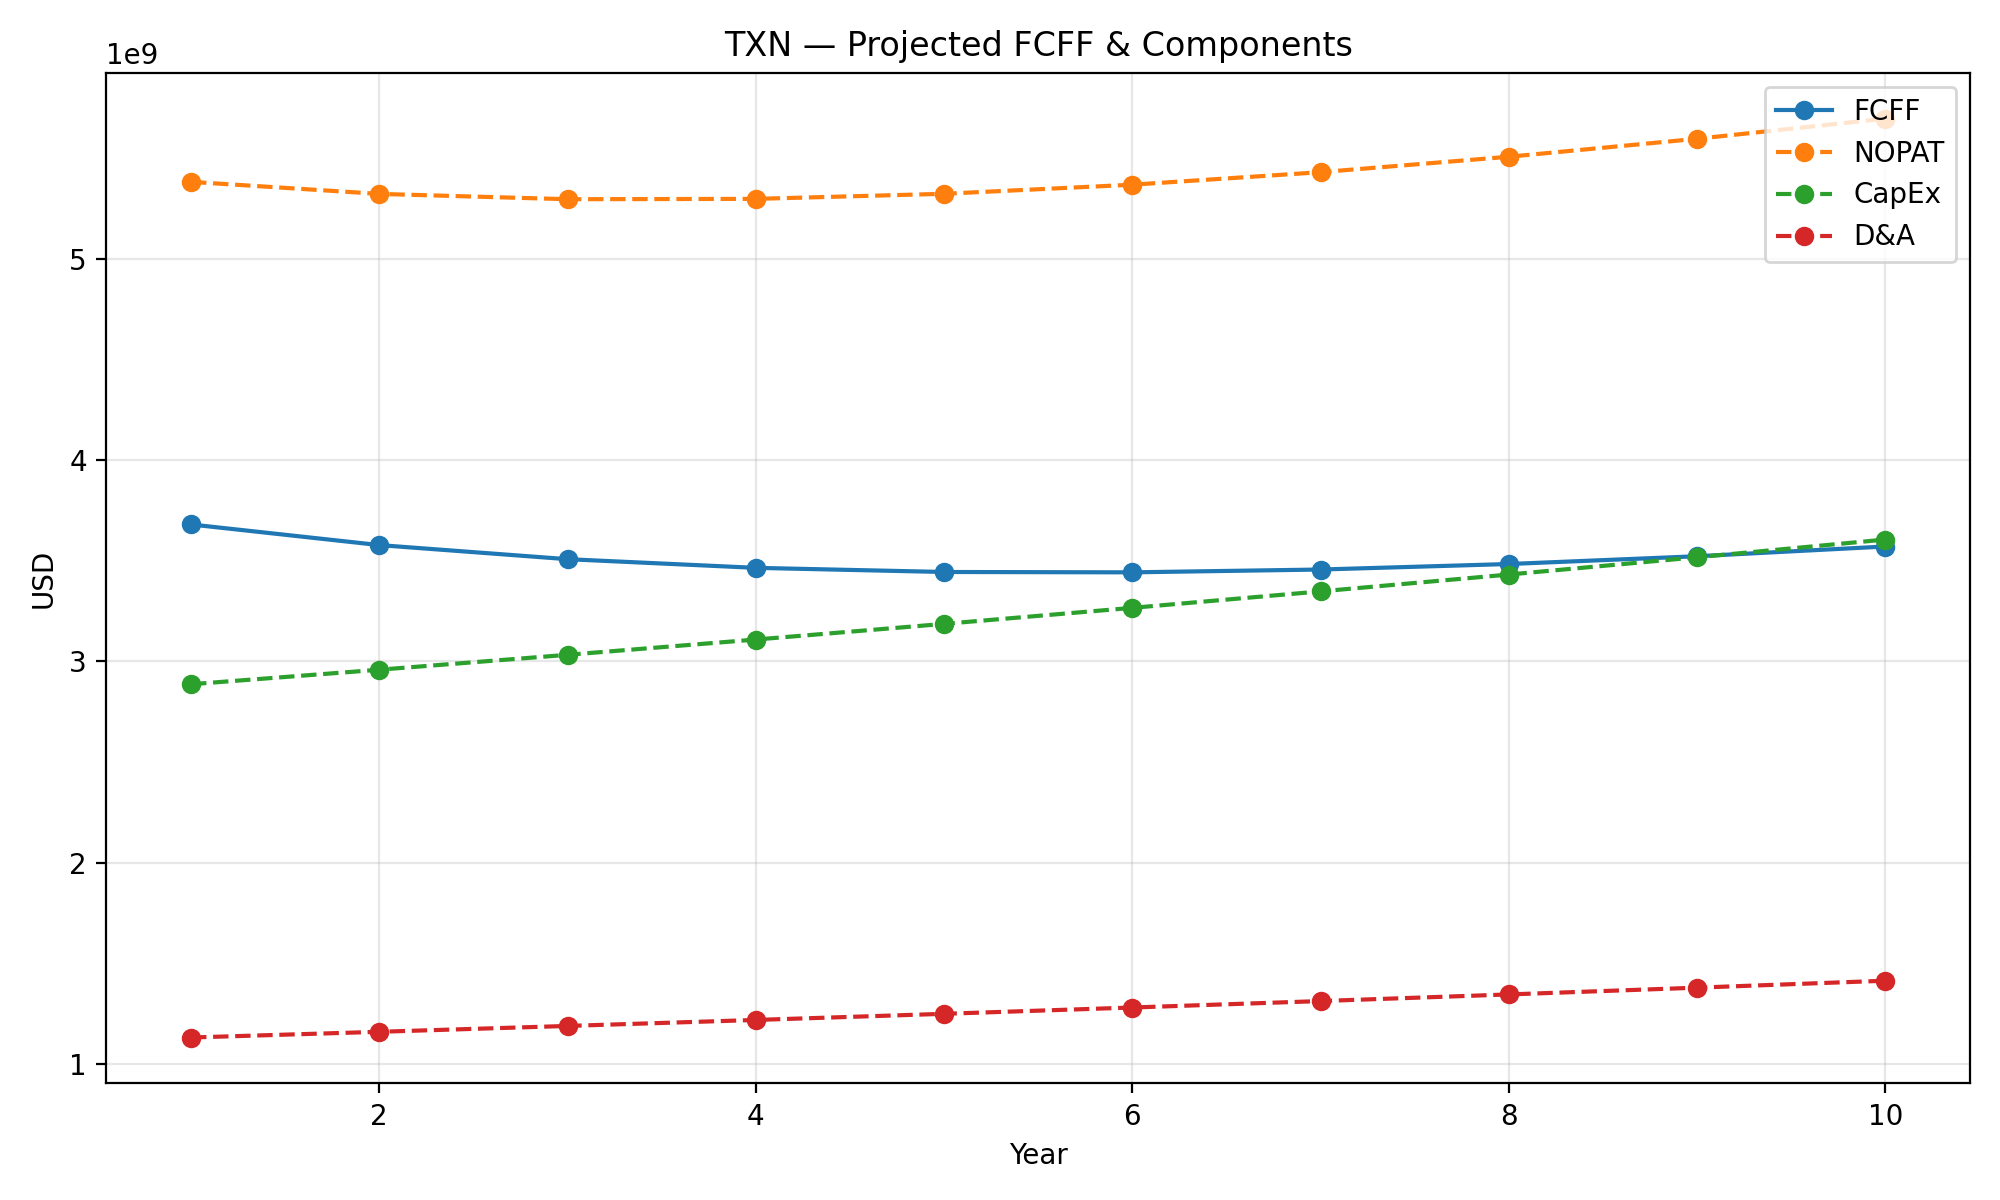 TXN — Projected FCFF & Components
1e9
FCFF
NOPAT
CapEx
D&A
5
4
3
2
1
USD
2
4
6
8
10
Year